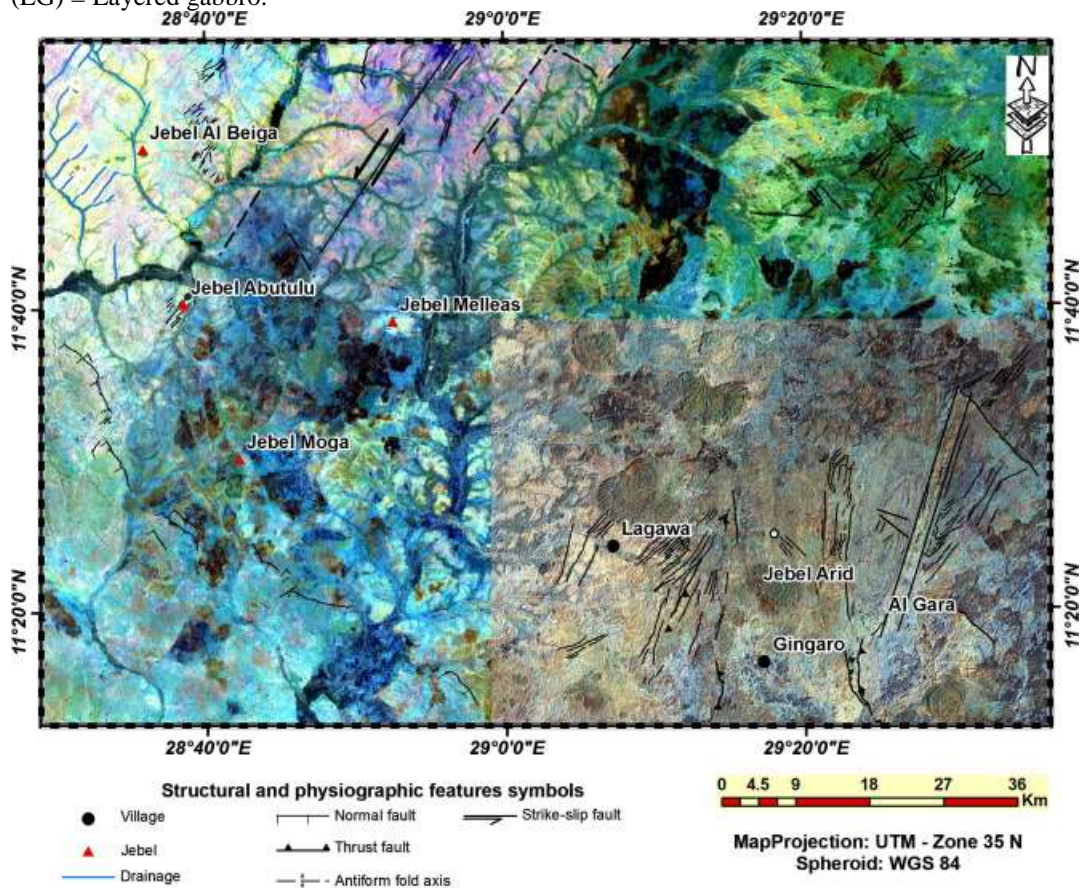 (LG) = Layered gabbro.
28°40'0"E 29°0'0"E 29°20'0"E
N
Jebel Al Beiga
Jebel Abutulu
Jebel Melleas
11°40'0"N 11°40'0"N
Jebel Moga
Lagawa
Jebel Arid
Al Gara
11°20'0"N 11°20'0"N
Gingaro
28°40'0"E 29°0'0"E 29°20'0"E
Structural and physiographic features symbols
Village
Normal fault
Strike-slip fault
Jebel
Thrust fault
Drainage
Antiform fold axis
0 4.5 9 18 27 36
Km
MapProjection: UTM - Zone 35 N
Spheroid: WGS 84